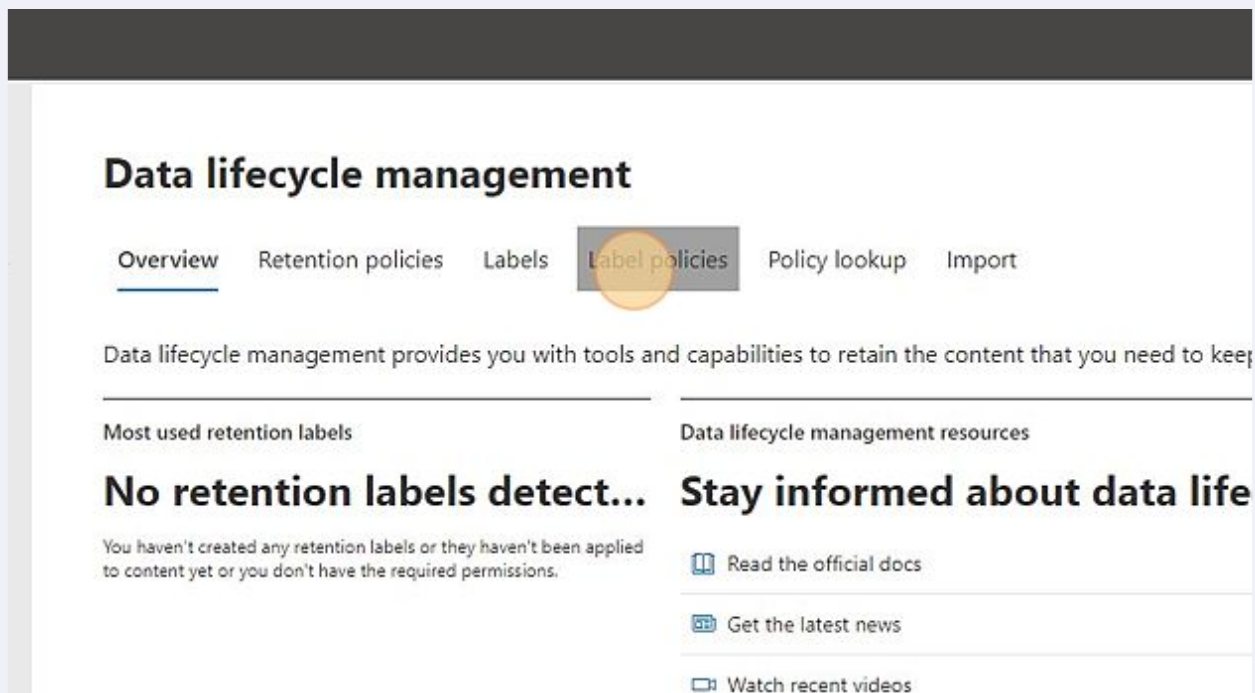 Data lifecycle management
Overview Retention policies Labels Label policies Policy lookup Import
Data lifecycle management provides you with tools and capabilities to retain the content that you need to keep
Most used retention labels
No retention labels detect...
You haven't created any retention labels or they haven't been applied
to content yet or you don't have the required permissions.
Data lifecycle management resources
Stay informed about data life
Read the official docs
Get the latest news
Watch recent videos